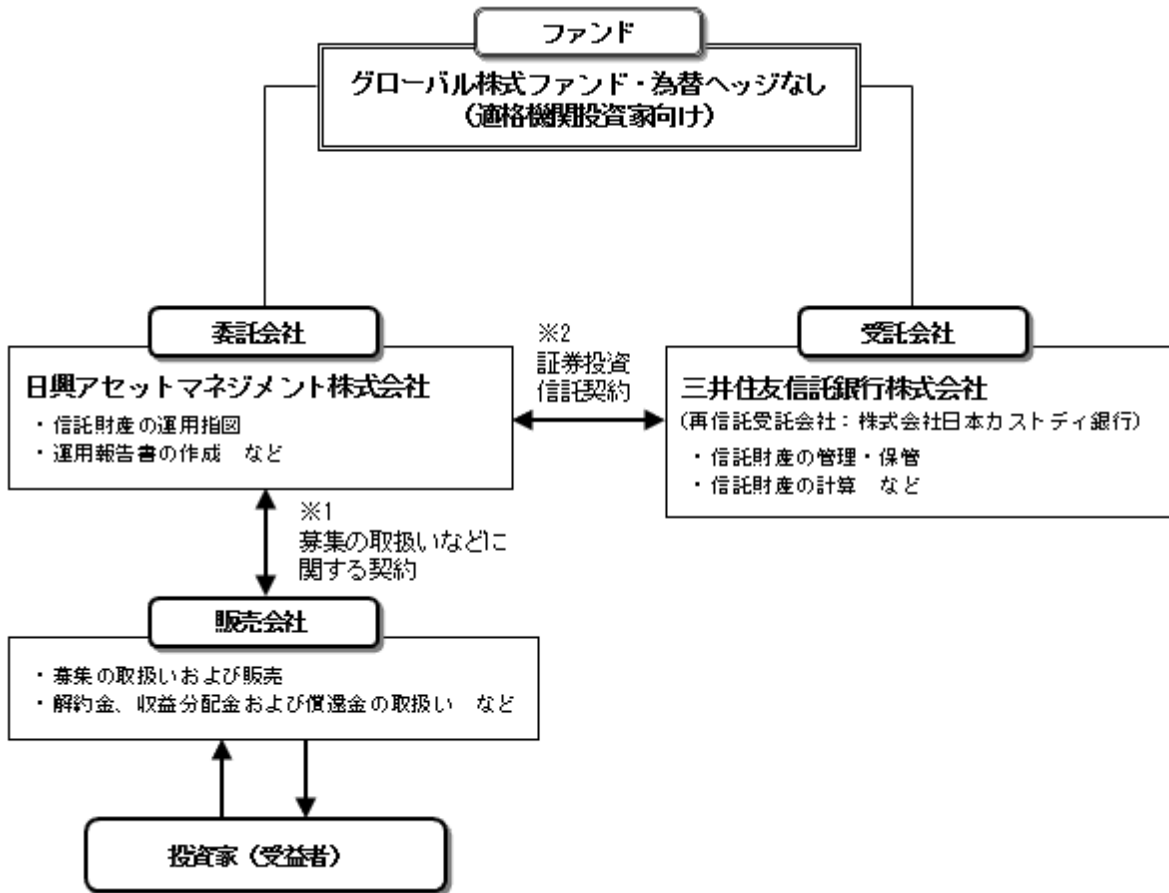 ファンド
グローバル株式ファンド・為替ヘッジなし
(適格機関投資家向け)
委託会社
日興アセットマネジメント株式会社
・信託財産の運用指図
・運用報告書の作成　など
※2
証券投資
信託契約
受託会社
三井住友信託銀行株式会社
(再信託受託会社：株式会社日本カストディ銀行)
・信託財産の管理・保管
・信託財産の計算　など
※1
募集の取扱いなどに
関する契約
販売会社
・募集の取扱いおよび販売
・解約金、収益分配金および償還金の取扱い　など
投資家（受益者）